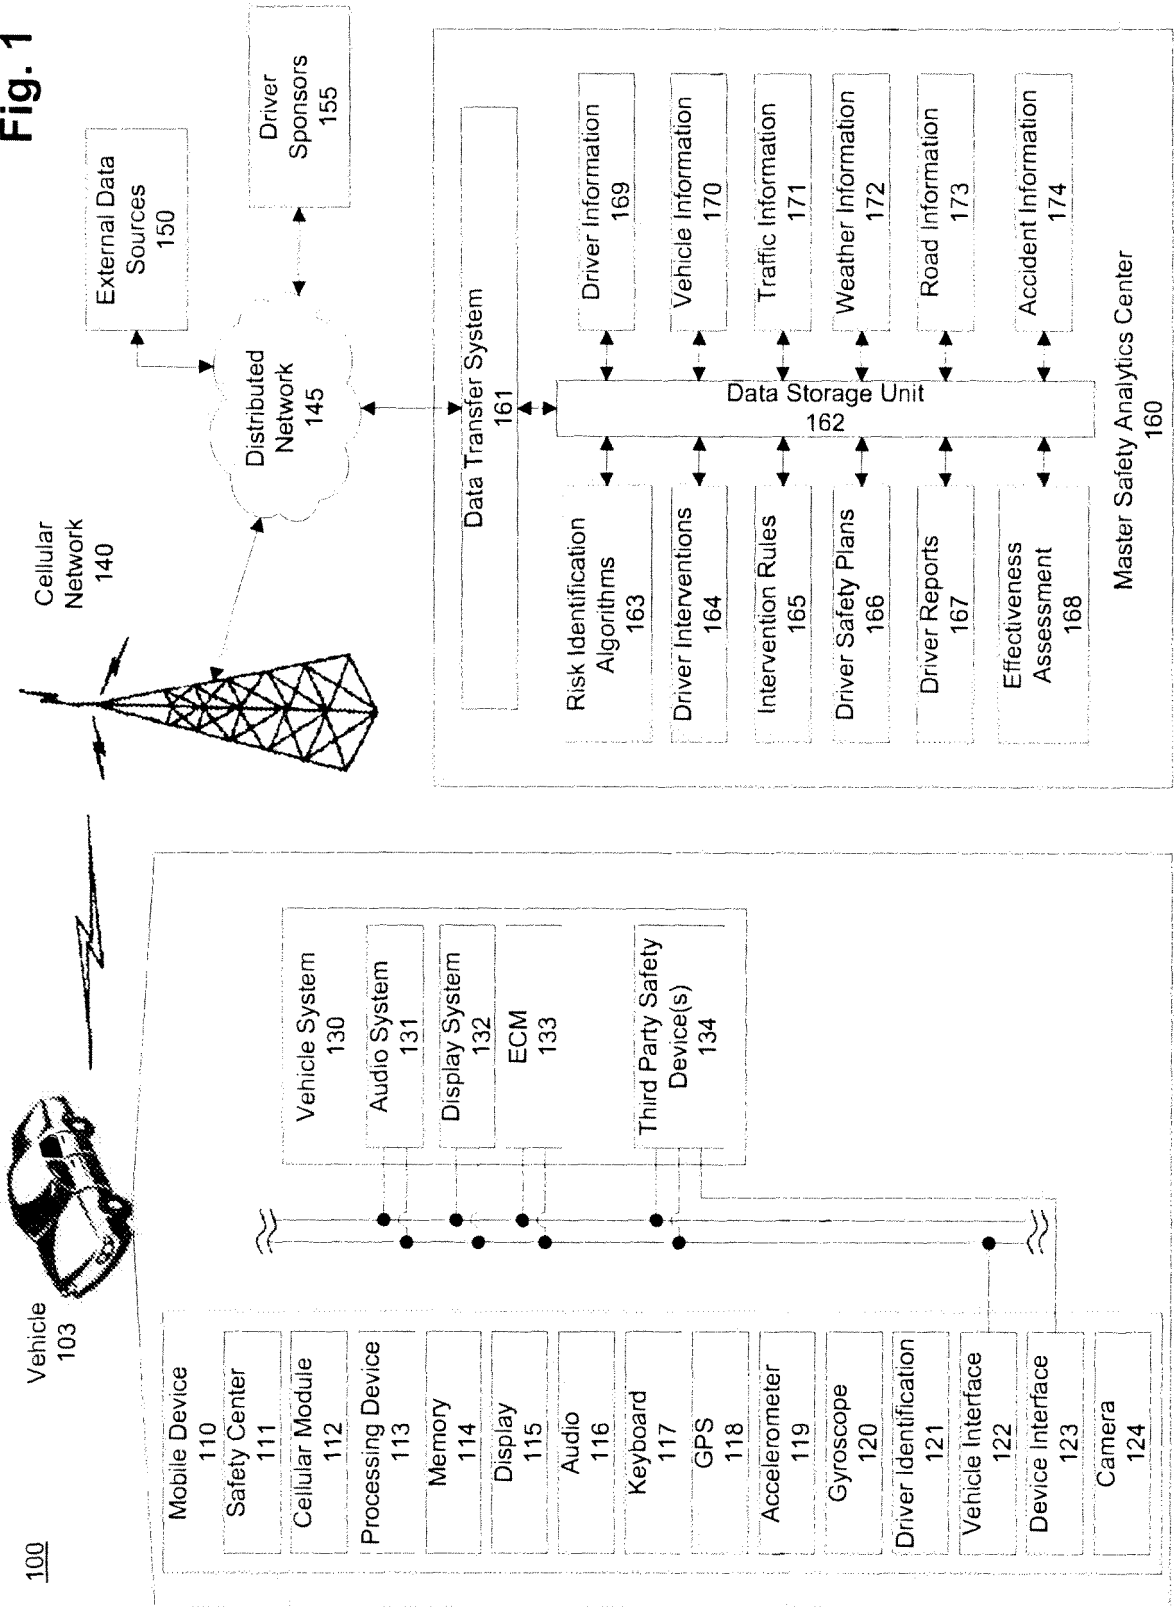 Fig. 1
100
Vehicle
103
Cellular
Network
140
External Data
Sources
150
Driver
Sponsors
155
Distributed
Network
145
Mobile Device
110
Safety Center
111
Cellular Module
112
Processing Device
113
Memory
114
Display
115
Audio
116
Keyboard
117
GPS
118
Accelerometer
119
Gyroscope
120
Driver Identification
121
Vehicle Interface
122
Device Interface
123
Camera
124
Vehicle System
130
Audio System
131
Display System
132
ECM
133
Third Party Safety
Device(s)
134
Data Transfer System
161
Data Storage Unit
162
Risk Identification
Algorithms
163
Driver Interventions
164
Intervention Rules
165
Driver Safety Plans
166
Driver Reports
167
Effectiveness
Assessment
168
Driver Information
169
Vehicle Information
170
Traffic Information
171
Weather Information
172
Road Information
173
Accident Information
174
Master Safety Analytics Center
160